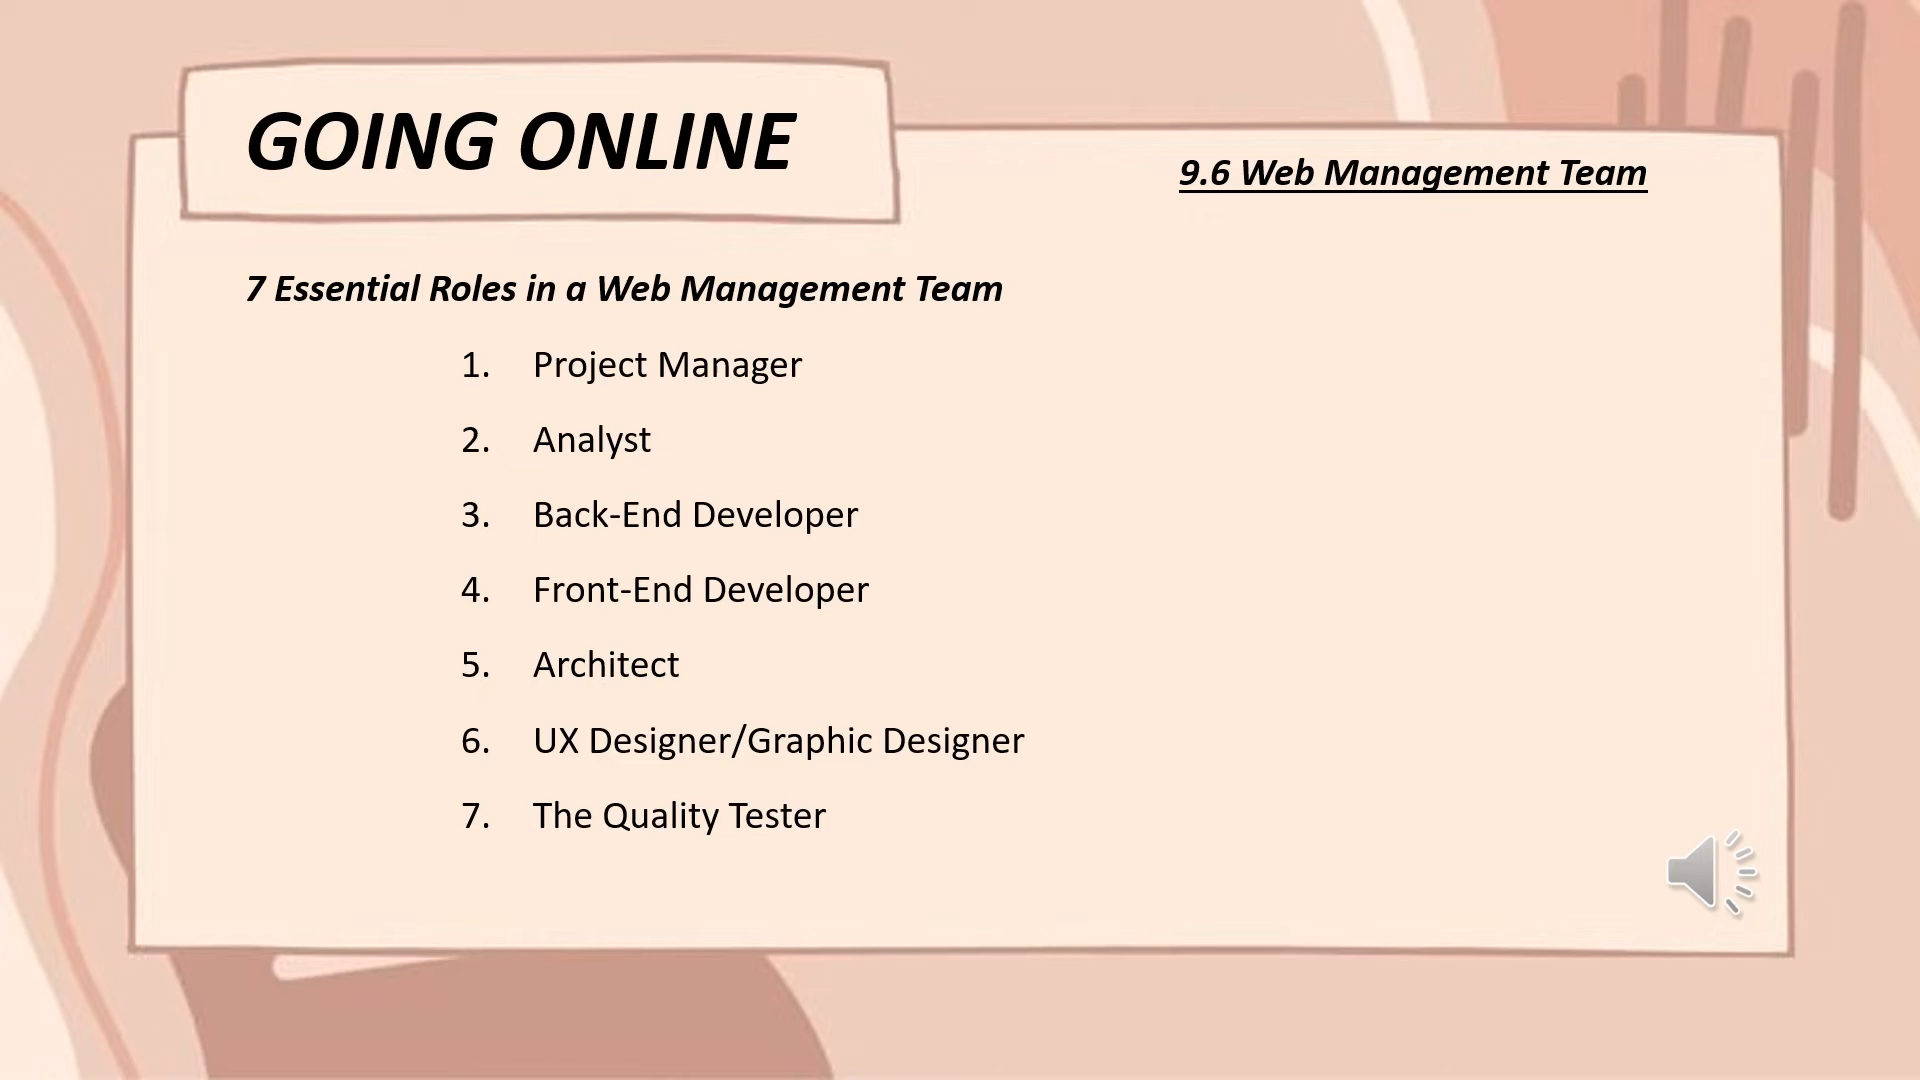 GOING ONLINE
9.6 Web Management Team
7 Essential Roles in a Web Management Team
1. Project Manager
2. Analyst
3. Back-End Developer
4. Front-End Developer
5. Architect
6. UX Designer/Graphic Designer
7. The Quality Tester